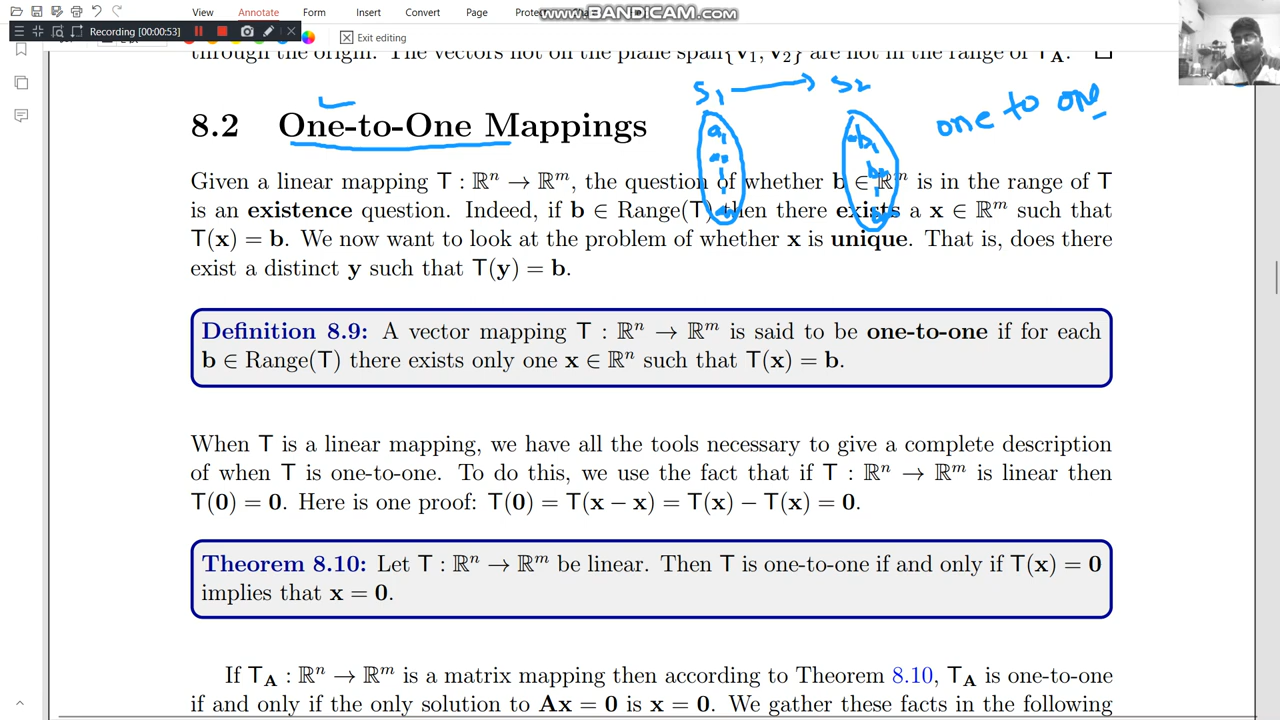 View Annotate Form Insert Convert Page
www.BANDICAM.com
Recording [00:00:53]
Exit editing
through the origin. The vectors not on the plane span{v₁, v₂} are not in the range of T_A. □
S₁ → S₂
one to one
8.2 One-to-One Mappings
a₁ b₁
Given a linear mapping T : ℝⁿ → ℝᵐ, the question of whether b ∈ ℝᵐ is in the range of T
is an existence question. Indeed, if b ∈ Range(T) then there exists a x ∈ ℝᵐ such that
T(x) = b. We now want to look at the problem of whether x is unique. That is, does there
exist a distinct y such that T(y) = b.
Definition 8.9: A vector mapping T : ℝⁿ → ℝᵐ is said to be one-to-one if for each
b ∈ Range(T) there exists only one x ∈ ℝⁿ such that T(x) = b.
When T is a linear mapping, we have all the tools necessary to give a complete description
of when T is one-to-one. To do this, we use the fact that if T : ℝⁿ → ℝᵐ is linear then
T(0) = 0. Here is one proof: T(0) = T(x − x) = T(x) − T(x) = 0.
Theorem 8.10: Let T : ℝⁿ → ℝᵐ be linear. Then T is one-to-one if and only if T(x) = 0
implies that x = 0.
If T_A : ℝⁿ → ℝᵐ is a matrix mapping then according to Theorem 8.10, T_A is one-to-one
if and only if the only solution to Ax = 0 is x = 0. We gather these facts in the following